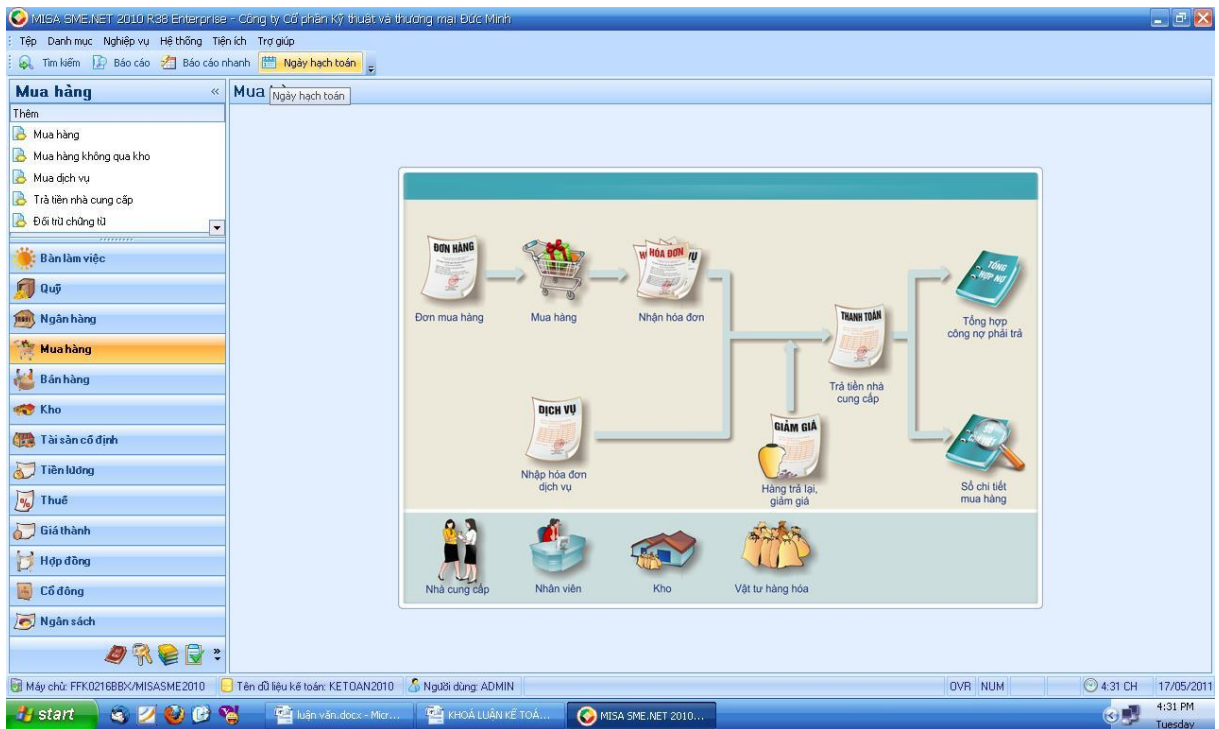 MISA SME.NET 2010 R38 Enterprise - Công ty Cổ phần Kỹ thuật và thương mại Đức Minh
Tệp Danh mục Nghiệp vụ Hệ thống Tiện ích Trợ giúp
Tìm kiếm Báo cáo Báo cáo nhanh Ngày hạch toán
Mua hàng « Mua
Ngày hạch toán
Thêm
Mua hàng
Mua hàng không qua kho
Mua dịch vụ
Trả tiền nhà cung cấp
Đối trừ chứng từ
Bàn làm việc
Quỹ
Ngân hàng
Mua hàng
Bán hàng
Kho
Tài sản cố định
Tiền lương
Thuế
Giá thành
Hợp đồng
Cổ đông
Ngân sách
ĐƠN HÀNG
HÓA ĐƠN
VỤ
Đơn mua hàng
Mua hàng
Nhận hóa đơn
THANH TOÁN
Trả tiền nhà
cung cấp
TỔNG
HỢP NỢ
Tổng hợp
công nợ phải trả
DỊCH VỤ
Nhập hóa đơn
dịch vụ
GIẢM GIÁ
Hàng trả lại,
giảm giá
Sổ chi tiết
mua hàng
Nhà cung cấp
Nhân viên
Kho
Vật tư hàng hóa
Máy chủ: FFK0216BBX/MISASME2010 Tên dữ liệu kế toán: KETOAN2010 Người dùng: ADMIN OVR NUM 4:31 CH 17/05/2011
start luận văn.docx - Micr... KHOÁ LUẬN KẾ TOÁ... MISA SME.NET 2010... 4:31 PM
Tuesday